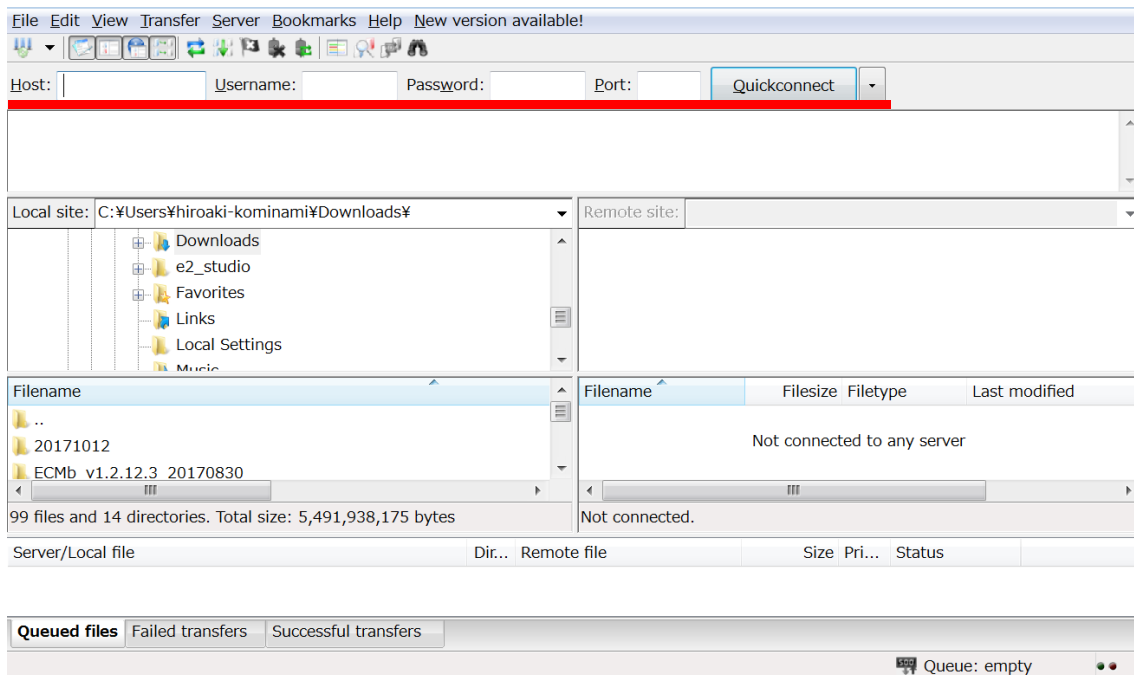 File Edit View Transfer Server Bookmarks Help New version available!
Host: Username: Password: Port: Quickconnect
Local site: C:¥Users¥hiroaki-kominami¥Downloads¥
Remote site:
Downloads
e2_studio
Favorites
Links
Local Settings
Music
Filename
..
20171012
ECMb_v1.2.12.3_20170830
99 files and 14 directories. Total size: 5,491,938,175 bytes
Filename Filesize Filetype Last modified
Not connected to any server
Not connected.
Server/Local file Dir... Remote file Size Pri... Status
Queued files Failed transfers Successful transfers
Queue: empty